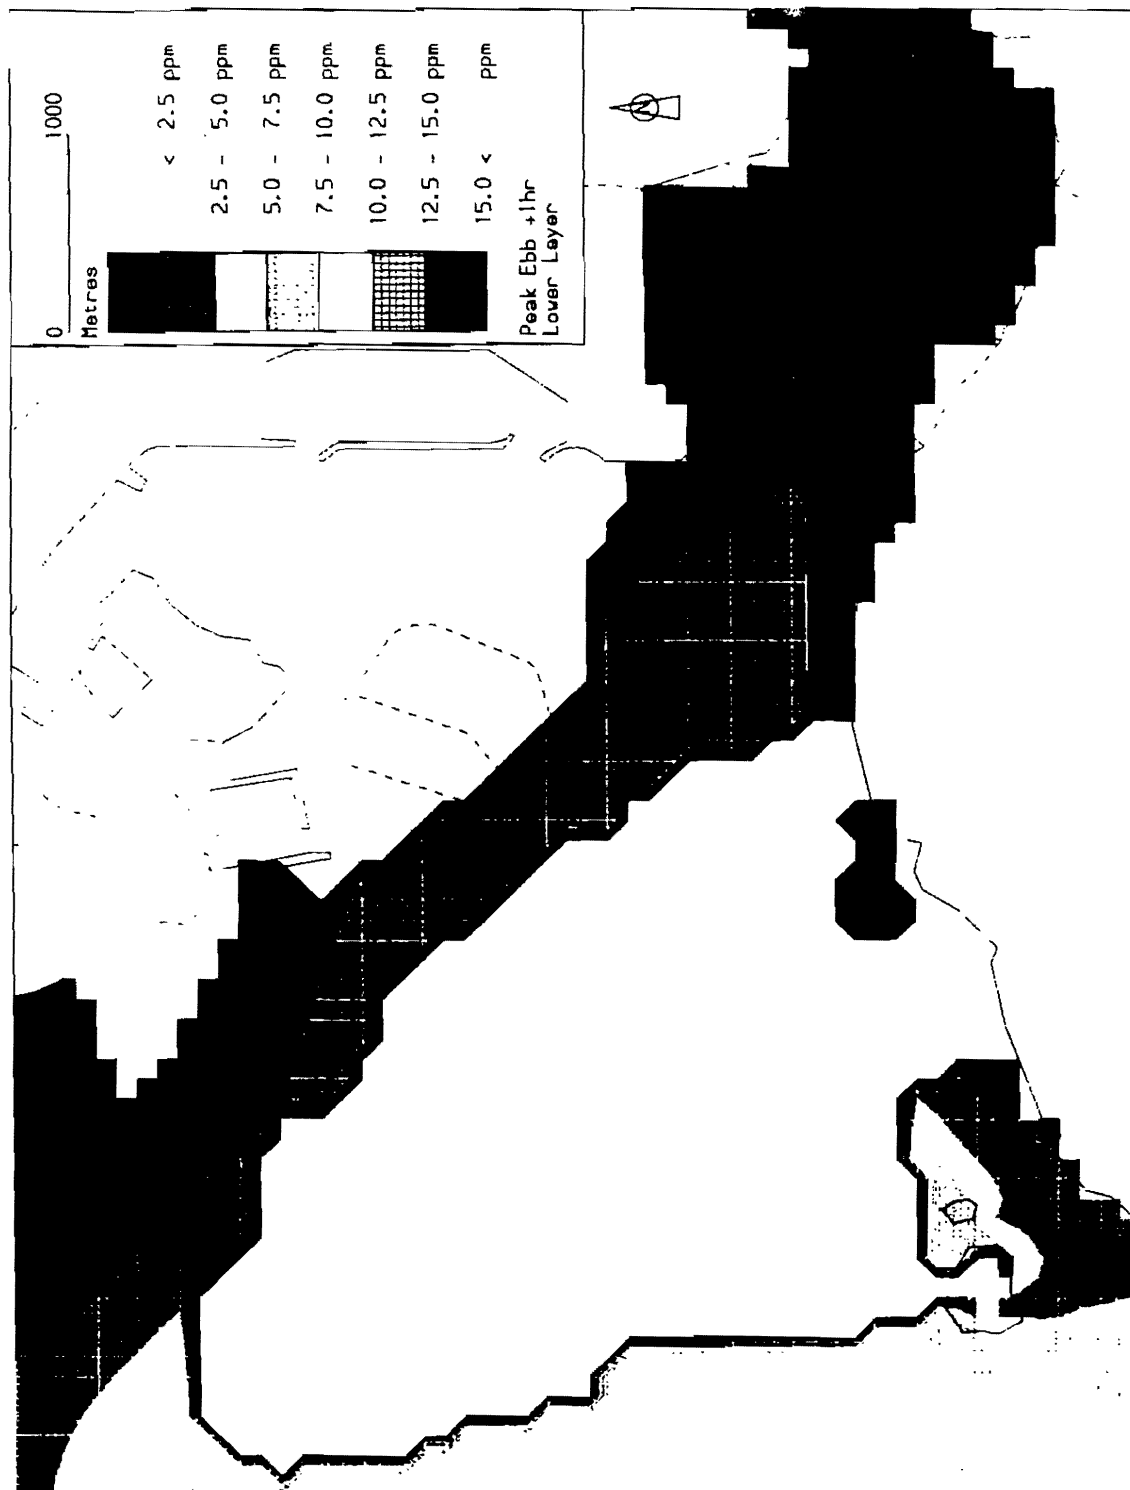 0 1000
Metres
< 2.5 ppm
2.5 - 5.0 ppm
5.0 - 7.5 ppm
7.5 - 10.0 ppm
10.0 - 12.5 ppm
12.5 - 15.0 ppm
15.0 < ppm
Peak Ebb +1hr
Lower Layer
N